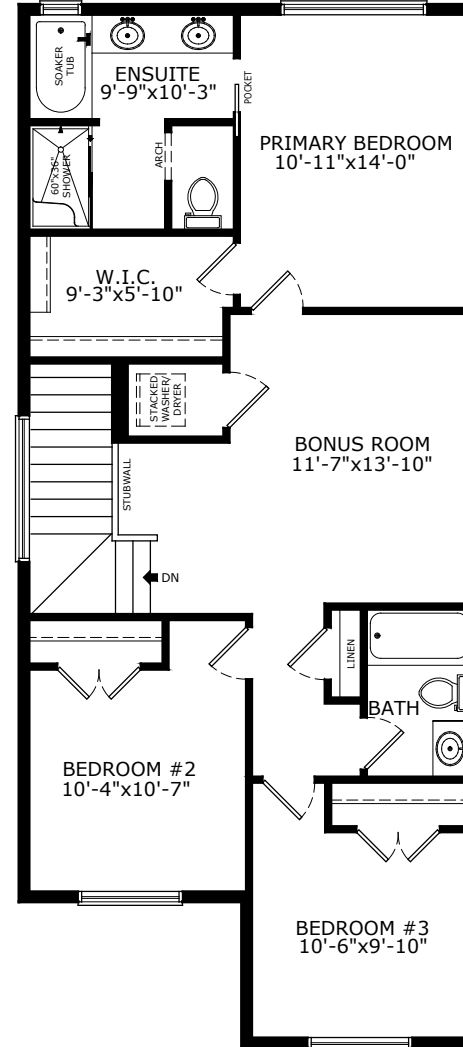 SOAKER
TUB
ENSUITE
9'-9"x10'-3"
POCKET
60"x36"
SHOWER
ARCH
PRIMARY BEDROOM
10'-11"x14'-0"
W.I.C.
9'-3"x5'-10"
STACKED
WASHER/
DRYER
BONUS ROOM
11'-7"x13'-10"
STUBWALL
DN
LINEN
BATH
BEDROOM #2
10'-4"x10'-7"
BEDROOM #3
10'-6"x9'-10"